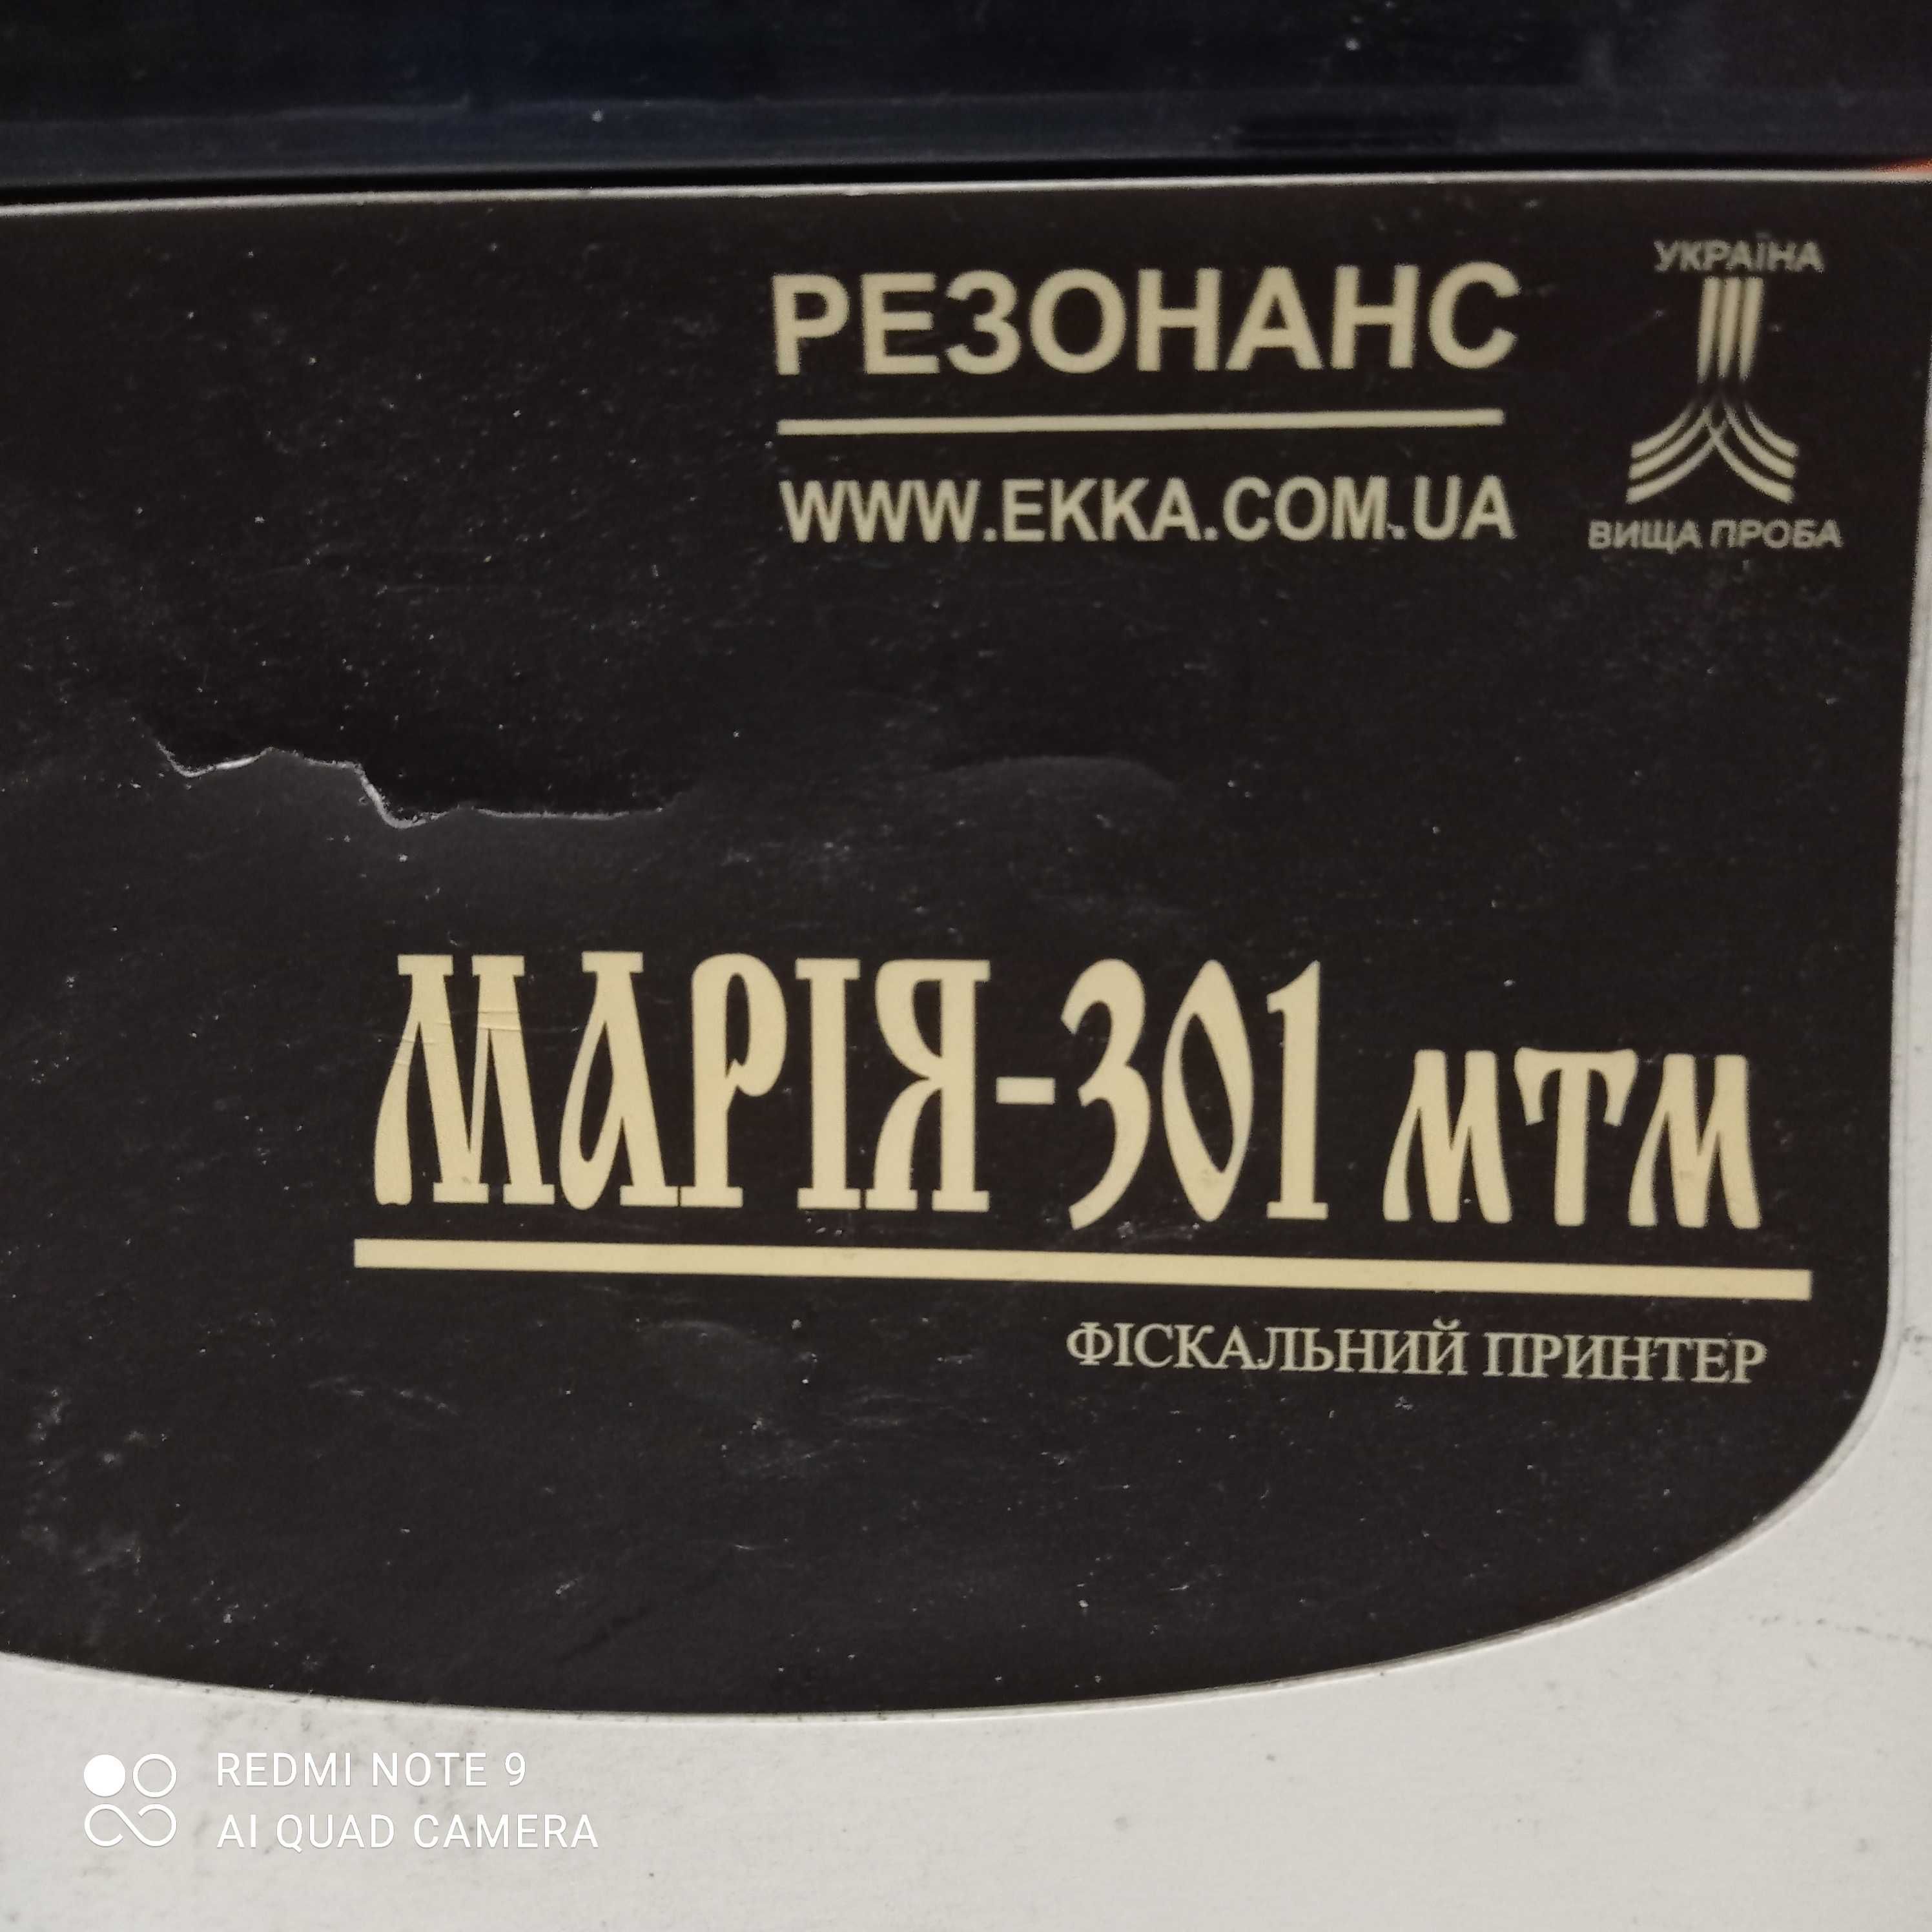 РЕЗОНАНС
WWW.EKKA.COM.UA
УКРАЇНА
ВИЩА ПРОБА
МАРІЯ-301 МТМ
ФІСКАЛЬНИЙ ПРИНТЕР
REDMI NOTE 9
AI QUAD CAMERA